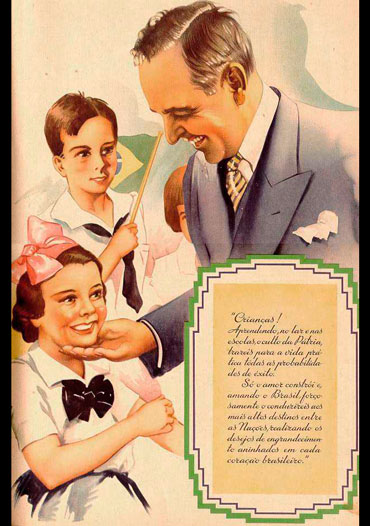 "Crianças!
Aprendendo, no lar e nas
escolas, o culto da Pátria,
trareis para a vida prá-
tica todas as probabilida-
des de êxito.
Só o amor constrói e,
amando o Brasil, forço-
samente o conduzireis aos
mais altos destinos entre
as Nações, realizando os
desejos de engrandecimen-
to aninhados em cada
coração brasileiro."